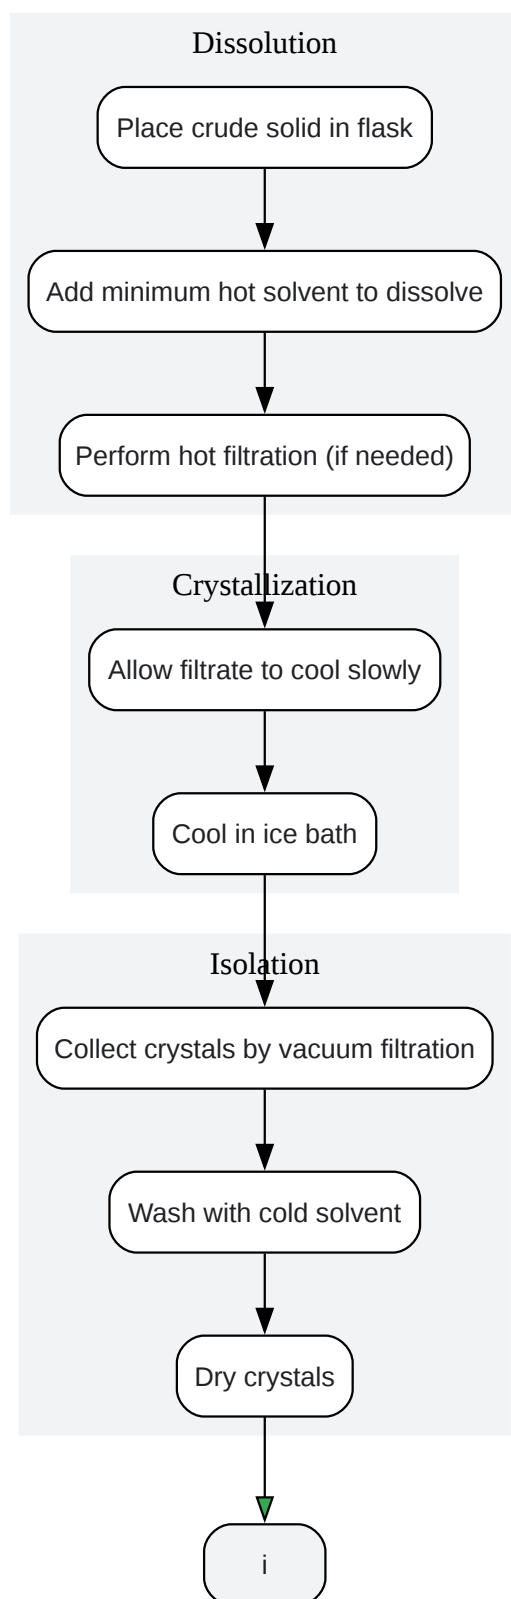 Dissolution
Place crude solid in flask
Add minimum hot solvent to dissolve
Perform hot filtration (if needed)
Crystallization
Allow filtrate to cool slowly
Cool in ice bath
Isolation
Collect crystals by vacuum filtration
Wash with cold solvent
Dry crystals
i